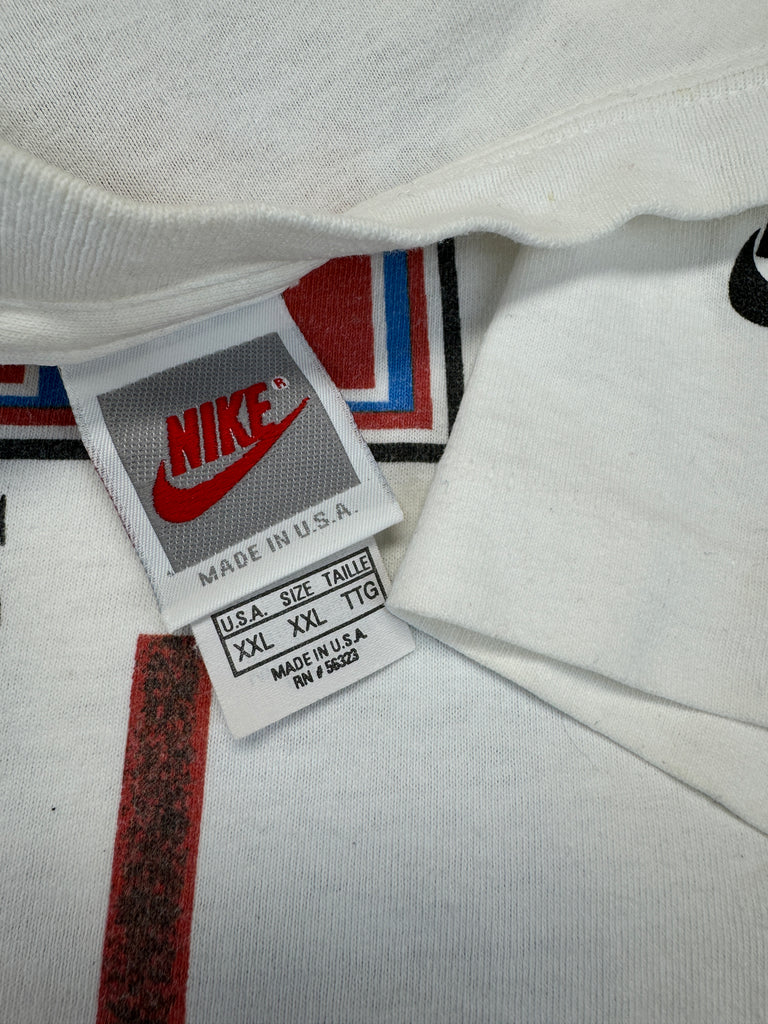 NIKE®
MADE IN U.S.A.
U.S.A. SIZE TAILLE
XXL XXL TTG
MADE IN U.S.A.
RN # 56323